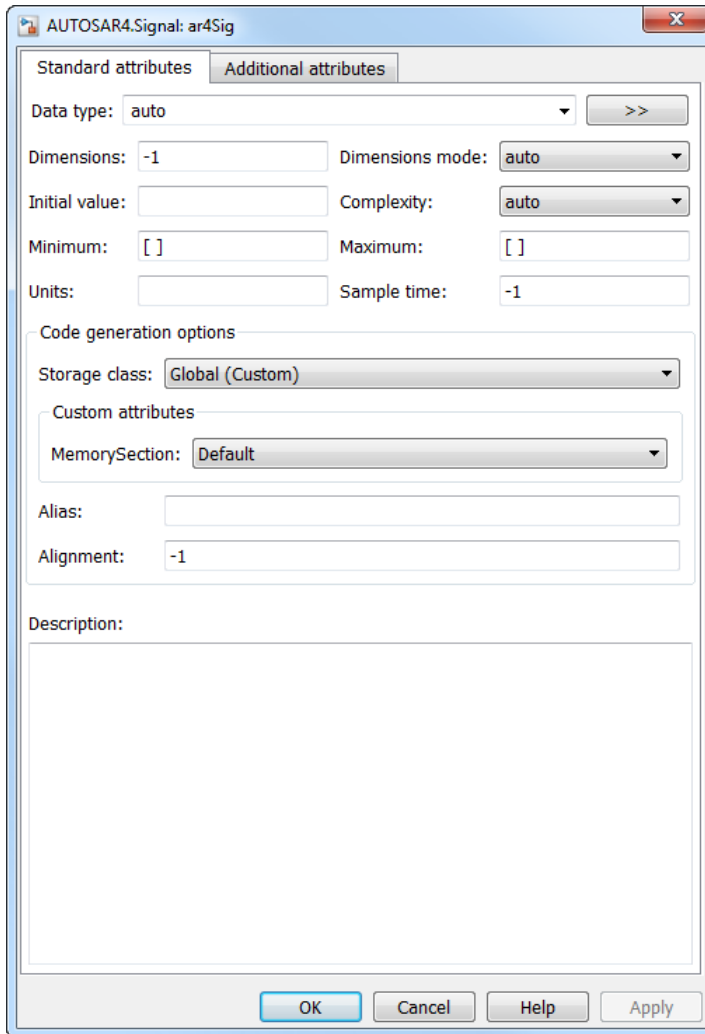 AUTOSAR4.Signal: ar4Sig
Standard attributes Additional attributes
Data type: auto >>
Dimensions: -1 Dimensions mode: auto
Initial value: Complexity: auto
Minimum: [ ] Maximum: [ ]
Units: Sample time: -1
Code generation options
Storage class: Global (Custom)
Custom attributes
MemorySection: Default
Alias:
Alignment: -1
Description:
OK Cancel Help Apply